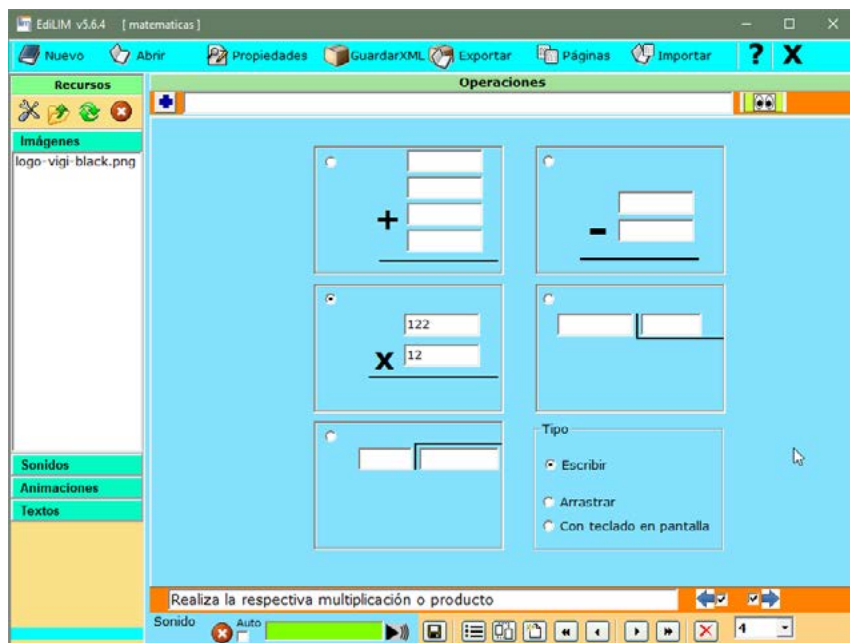 EdiLIM v5.6.4 [ matematicas ]
Nuevo Abrir Propiedades GuardarXML Exportar Páginas Importar ? X
Recursos
Operaciones
Imágenes
logo-vigi-black.png
+
-
122
X 12
Tipo
Escribir
Arrastrar
Con teclado en pantalla
Sonidos
Animaciones
Textos
Realiza la respectiva multiplicación o producto
Sonido Auto 4